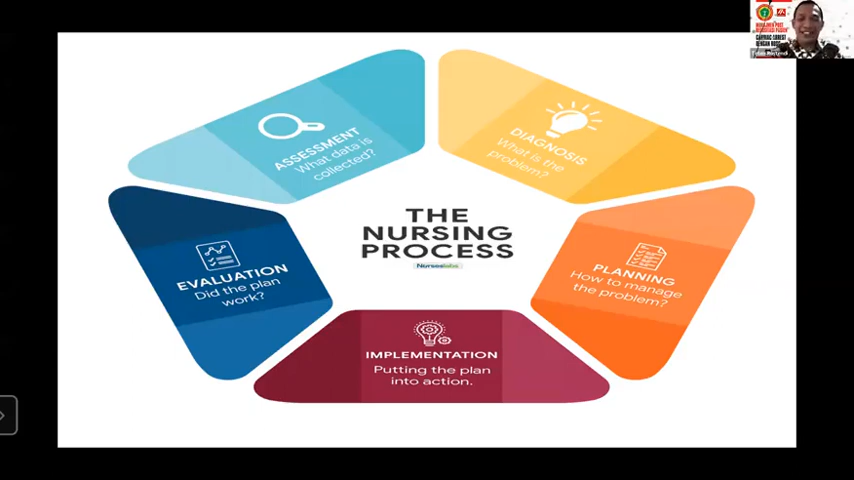 ASSESSMENT
What data is
collected?
DIAGNOSIS
What is the
problem?
THE
NURSING
PROCESS
Nurseslabs
EVALUATION
Did the plan
work?
PLANNING
How to manage
the problem?
IMPLEMENTATION
Putting the plan
into action.